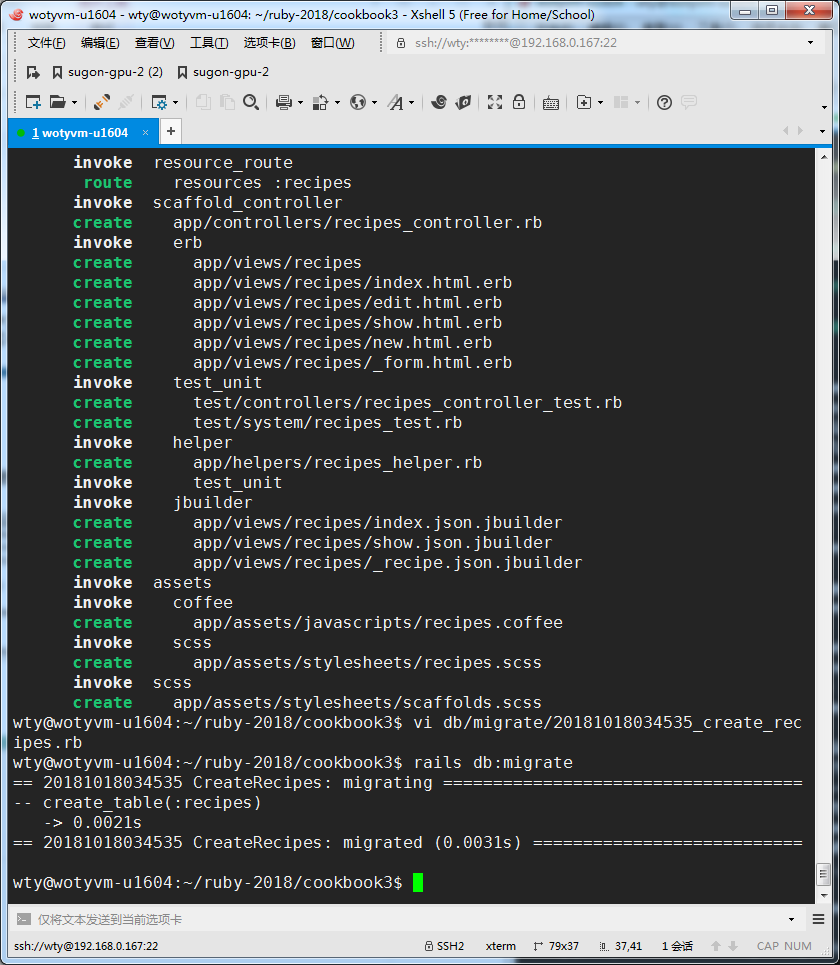 wotyvm-u1604 - wty@wotyvm-u1604: ~/ruby-2018/cookbook3 - Xshell 5 (Free for Home/School)
文件(F) 编辑(E) 查看(V) 工具(T) 选项卡(B) 窗口(W) ssh://wty:********@192.168.0.167:22
sugon-gpu-2 (2) sugon-gpu-2
1 wotyvm-u1604 × +
invoke resource_route
route resources :recipes
invoke scaffold_controller
create app/controllers/recipes_controller.rb
invoke erb
create app/views/recipes
create app/views/recipes/index.html.erb
create app/views/recipes/edit.html.erb
create app/views/recipes/show.html.erb
create app/views/recipes/new.html.erb
create app/views/recipes/_form.html.erb
invoke test_unit
create test/controllers/recipes_controller_test.rb
create test/system/recipes_test.rb
invoke helper
create app/helpers/recipes_helper.rb
invoke test_unit
invoke jbuilder
create app/views/recipes/index.json.jbuilder
create app/views/recipes/show.json.jbuilder
create app/views/recipes/_recipe.json.jbuilder
invoke assets
invoke coffee
create app/assets/javascripts/recipes.coffee
invoke scss
create app/assets/stylesheets/recipes.scss
invoke scss
create app/assets/stylesheets/scaffolds.scss
wty@wotyvm-u1604:~/ruby-2018/cookbook3$ vi db/migrate/20181018034535_create_rec
ipes.rb
wty@wotyvm-u1604:~/ruby-2018/cookbook3$ rails db:migrate
== 20181018034535 CreateRecipes: migrating ====================================
-- create_table(:recipes)
-> 0.0021s
== 20181018034535 CreateRecipes: migrated (0.0031s) ===========================
wty@wotyvm-u1604:~/ruby-2018/cookbook3$
仅将文本发送到当前选项卡
ssh://wty@192.168.0.167:22 SSH2 xterm 79x37 37,41 1 会话 CAP NUM